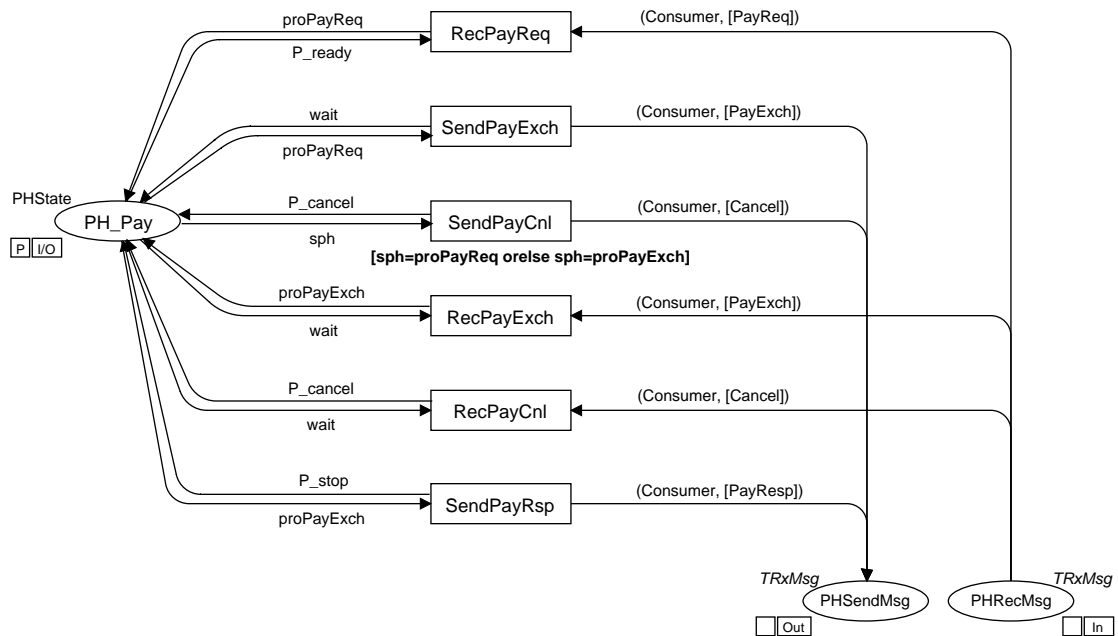 proPayReq
RecPayReq
(Consumer, [PayReq])
P_ready
wait
SendPayExch
(Consumer, [PayExch])
proPayReq
PHState
PH_Pay
P I/O
P_cancel
SendPayCnl
(Consumer, [Cancel])
sph
[sph=proPayReq orelse sph=proPayExch]
proPayExch
RecPayExch
(Consumer, [PayExch])
wait
P_cancel
RecPayCnl
(Consumer, [Cancel])
wait
P_stop
SendPayRsp
(Consumer, [PayResp])
proPayExch
TRxMsg
PHSendMsg
Out
TRxMsg
PHRecMsg
In